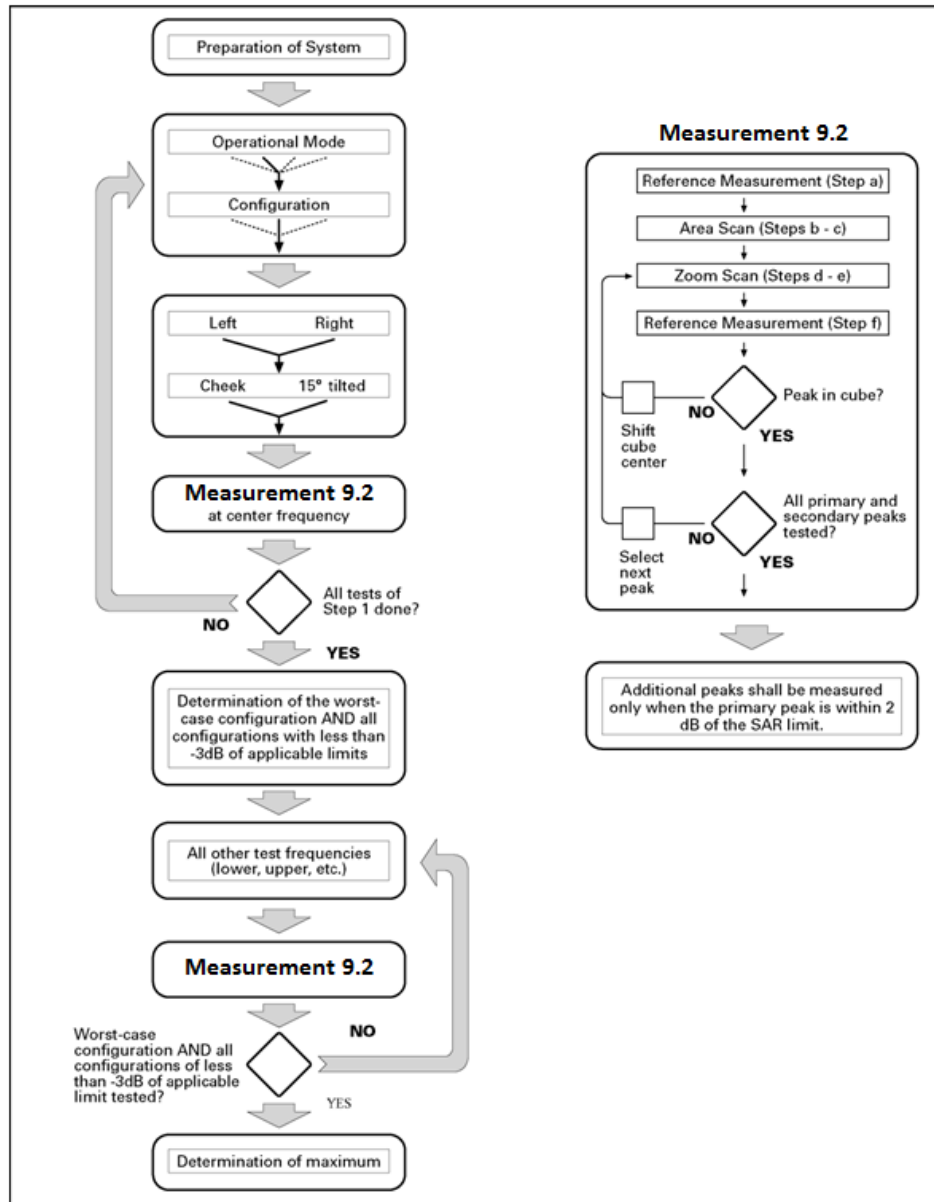 Preparation of System
Operational Mode
Configuration
Left Right
Cheek 15° tilted
Measurement 9.2
at center frequency
All tests of
Step 1 done?
NO
YES
Determination of the worst-
case configuration AND all
configurations with less than
-3dB of applicable limits
All other test frequencies
(lower, upper, etc.)
Measurement 9.2
Worst-case
configuration AND all
configurations of less
than -3dB of applicable
limit tested?
NO
YES
Determination of maximum
Measurement 9.2
Reference Measurement (Step a)
Area Scan (Steps b - c)
Zoom Scan (Steps d - e)
Reference Measurement (Step f)
Peak in cube?
NO
YES
Shift
cube
center
All primary and
secondary peaks
tested?
NO
YES
Select
next
peak
Additional peaks shall be measured
only when the primary peak is within 2
dB of the SAR limit.